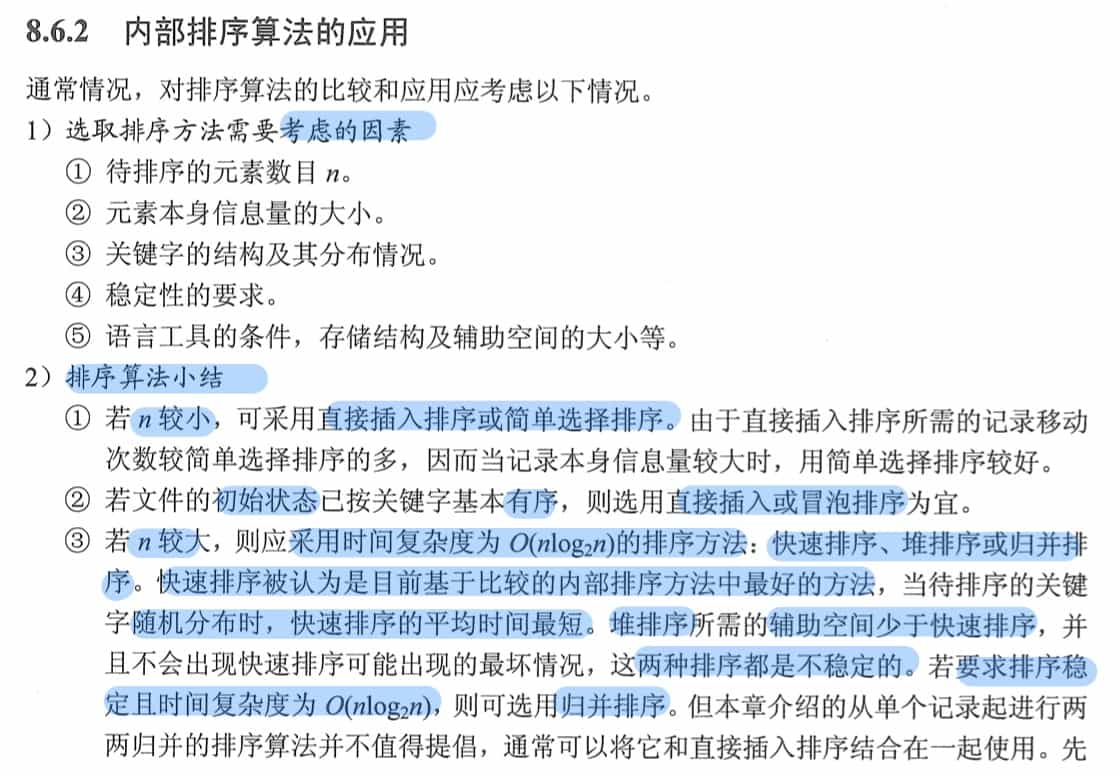 8.6.2 内部排序算法的应用
通常情况，对排序算法的比较和应用应考虑以下情况。
1）选取排序方法需要考虑的因素
① 待排序的元素数目 n。
② 元素本身信息量的大小。
③ 关键字的结构及其分布情况。
④ 稳定性的要求。
⑤ 语言工具的条件，存储结构及辅助空间的大小等。
2）排序算法小结
① 若 n 较小，可采用直接插入排序或简单选择排序。由于直接插入排序所需的记录移动
次数较简单选择排序的多，因而当记录本身信息量较大时，用简单选择排序较好。
② 若文件的初始状态已按关键字基本有序，则选用直接插入或冒泡排序为宜。
③ 若 n 较大，则应采用时间复杂度为 O(nlog₂n)的排序方法：快速排序、堆排序或归并排
序。快速排序被认为是目前基于比较的内部排序方法中最好的方法，当待排序的关键
字随机分布时，快速排序的平均时间最短。堆排序所需的辅助空间少于快速排序，并
且不会出现快速排序可能出现的最坏情况，这两种排序都是不稳定的。若要求排序稳
定且时间复杂度为 O(nlog₂n)，则可选用归并排序。但本章介绍的从单个记录起进行两
两归并的排序算法并不值得提倡，通常可以将它和直接插入排序结合在一起使用。先